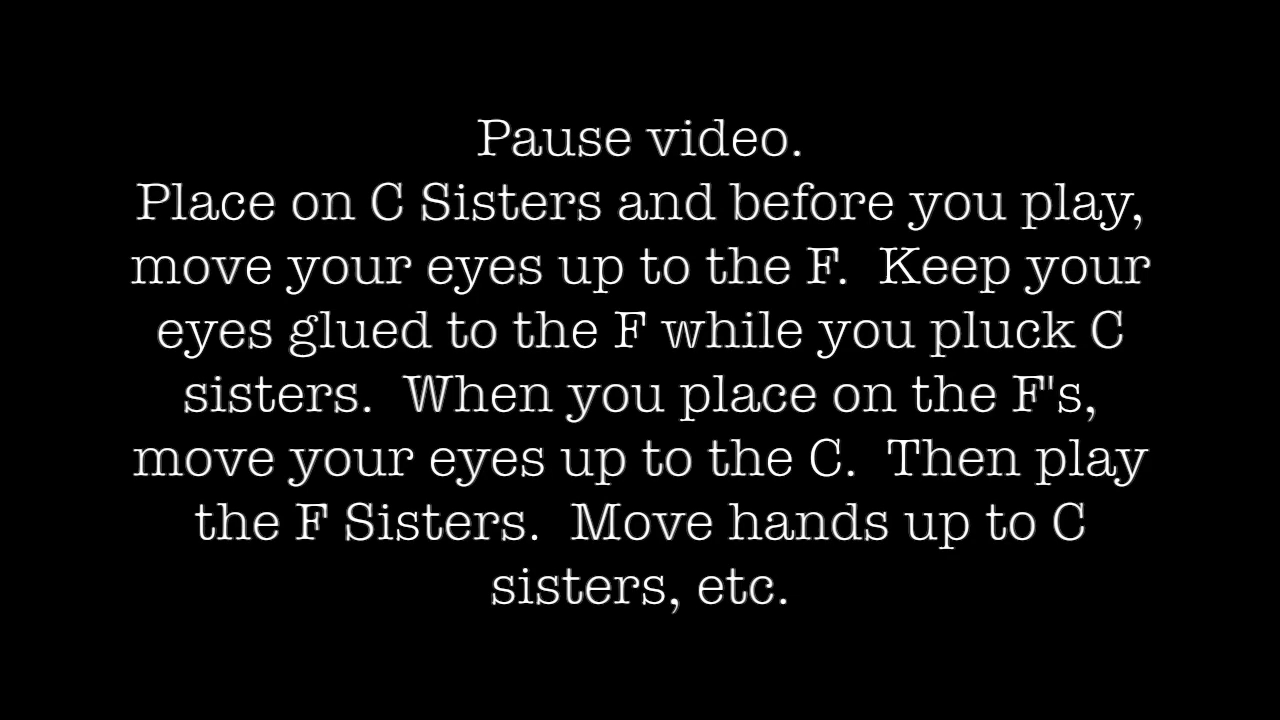 Pause video.
Place on C Sisters and before you play,
move your eyes up to the F.  Keep your
eyes glued to the F while you pluck C
sisters.  When you place on the F's,
move your eyes up to the C.  Then play
the F Sisters.  Move hands up to C
sisters, etc.